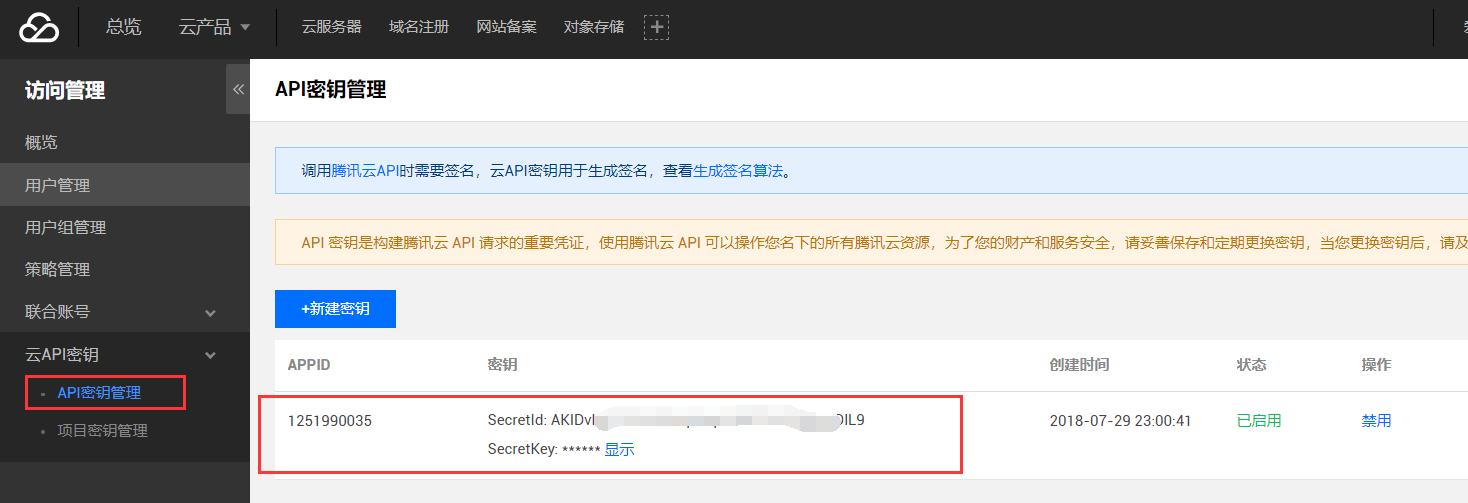 总览 云产品 云服务器 域名注册 网站备案 对象存储
访问管理
概览
用户管理
用户组管理
策略管理
联合账号
云API密钥
API密钥管理
项目密钥管理
API密钥管理
调用腾讯云API时需要签名，云API密钥用于生成签名，查看生成签名算法。
API 密钥是构建腾讯云 API 请求的重要凭证，使用腾讯云 API 可以操作您名下的所有腾讯云资源，为了您的财产和服务安全，请妥善保存和定期更换密钥，当您更换密钥后，请及
+新建密钥
APPID 密钥 创建时间 状态 操作
1251990035 SecretId: AKIDv OIL9 2018-07-29 23:00:41 已启用 禁用
SecretKey: ****** 显示